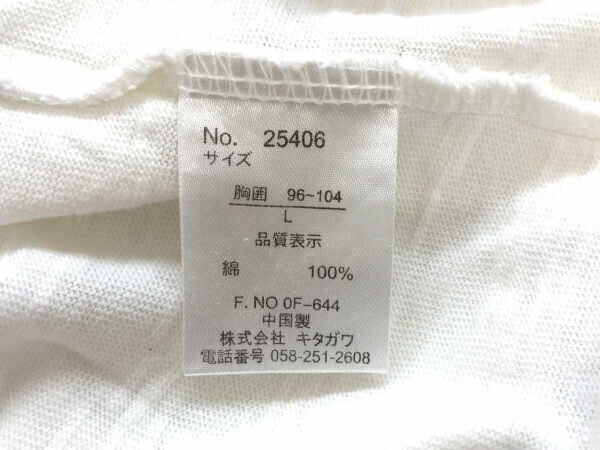 No. 25406
サイズ
胸囲 96~104
L
品質表示
綿 100%
F. NO 0F-644
中国製
株式会社 キタガワ
電話番号 058-251-2608